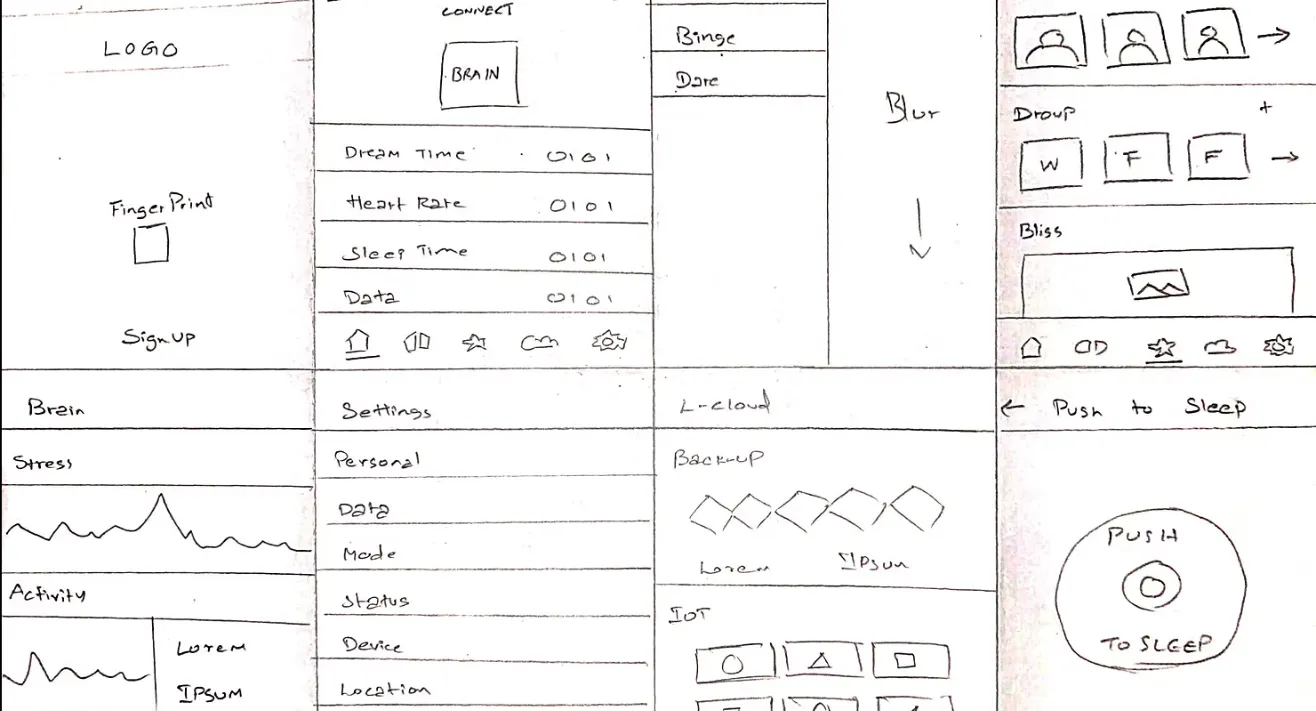 LOGO
Finger Print
Sign up
CONNECT
BRAIN
Dream Time 0101
Heart Rate 0101
Sleep Time 0101
Data 0101
Binge
Dare
Blur
Droup +
W F F
Bliss
Brain
Stress
Activity
Lorem
Ipsum
Settings
Personal
Data
Mode
Status
Device
Location
L-cloud
Back-up
Lorem Ipsum
IOT
Push to Sleep
PUSH
TO SLEEP